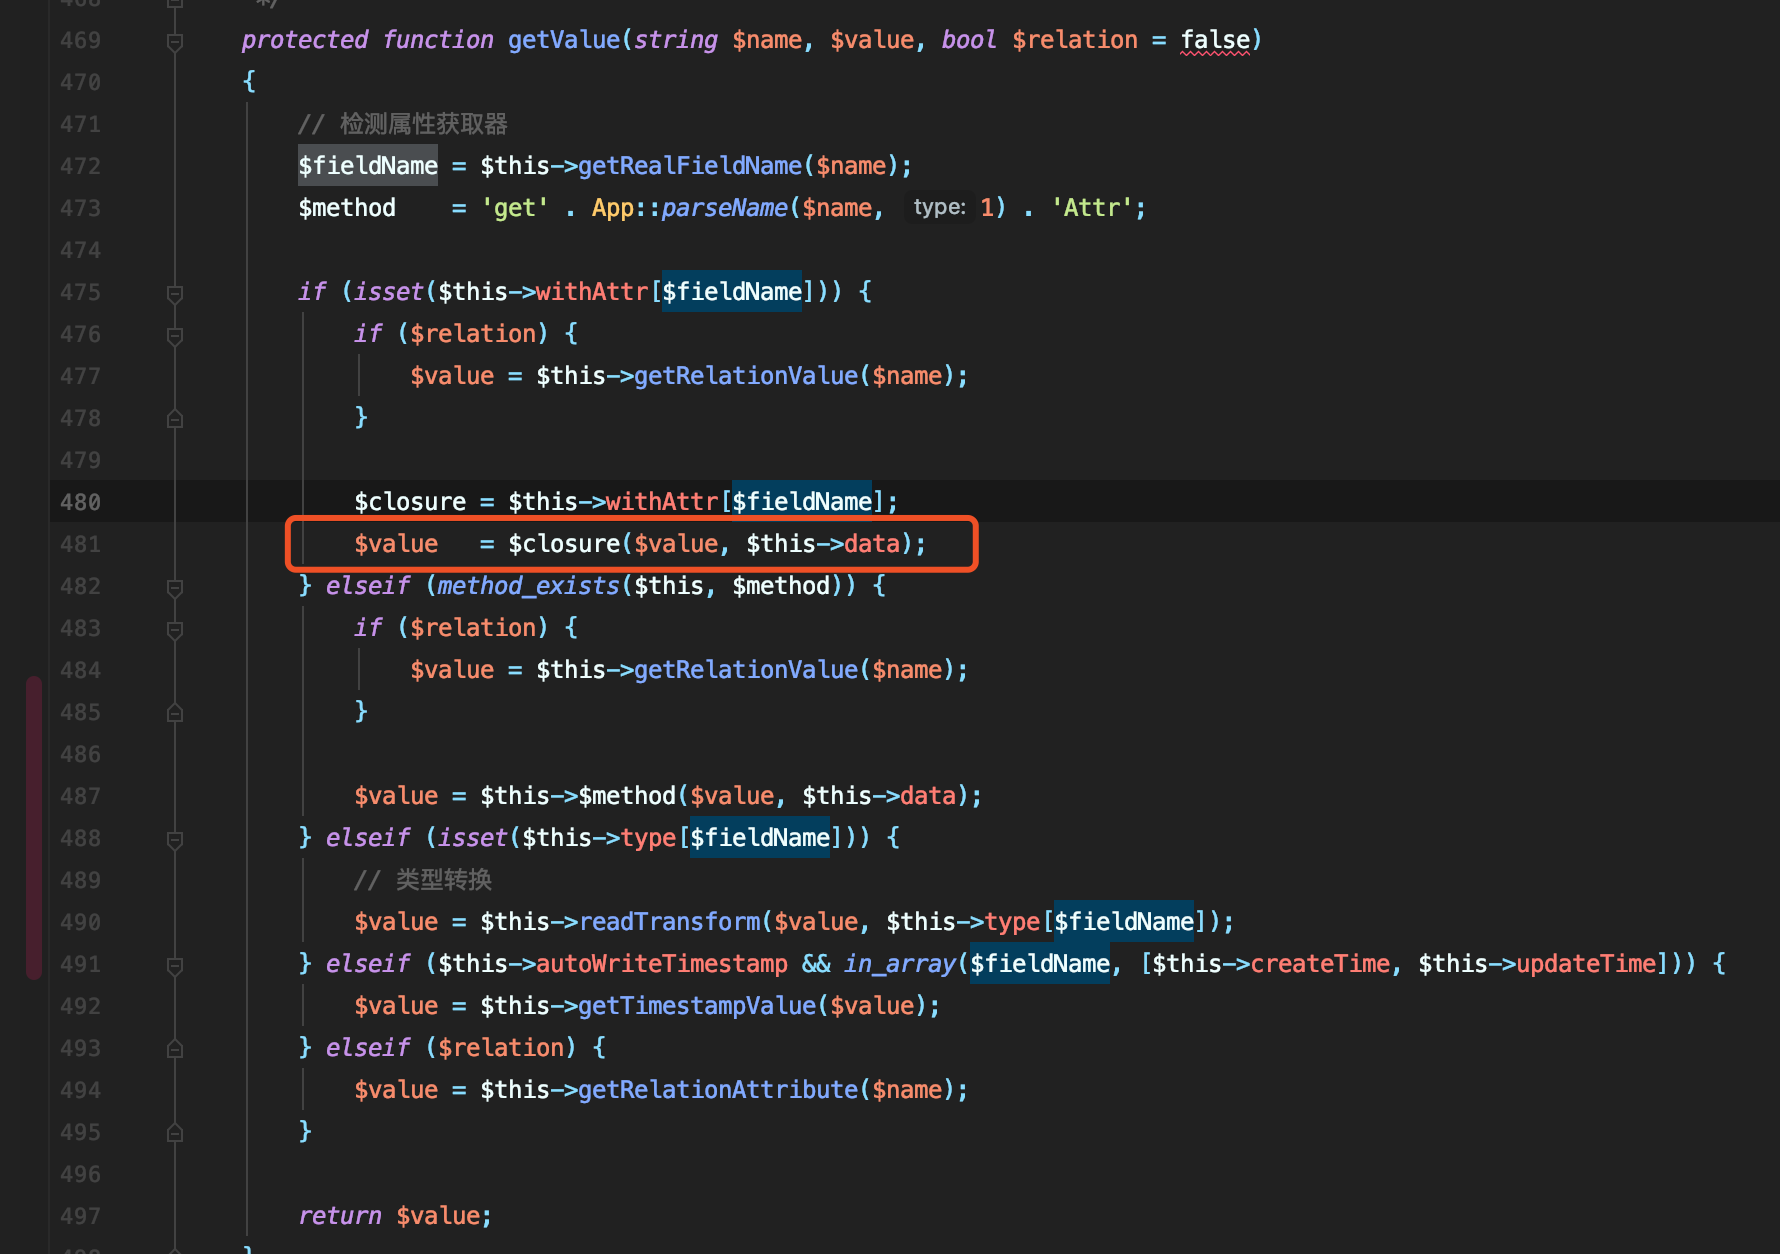 468 */
469 protected function getValue(string $name, $value, bool $relation = false)
470 {
471 // 检测属性获取器
472 $fieldName = $this->getRealFieldName($name);
473 $method = 'get' . App::parseName($name, type: 1) . 'Attr';
474
475 if (isset($this->withAttr[$fieldName])) {
476 if ($relation) {
477 $value = $this->getRelationValue($name);
478 }
479
480 $closure = $this->withAttr[$fieldName];
481 $value = $closure($value, $this->data);
482 } elseif (method_exists($this, $method)) {
483 if ($relation) {
484 $value = $this->getRelationValue($name);
485 }
486
487 $value = $this->$method($value, $this->data);
488 } elseif (isset($this->type[$fieldName])) {
489 // 类型转换
490 $value = $this->readTransform($value, $this->type[$fieldName]);
491 } elseif ($this->autoWriteTimestamp && in_array($fieldName, [$this->createTime, $this->updateTime])) {
492 $value = $this->getTimestampValue($value);
493 } elseif ($relation) {
494 $value = $this->getRelationAttribute($name);
495 }
496
497 return $value;
498 }